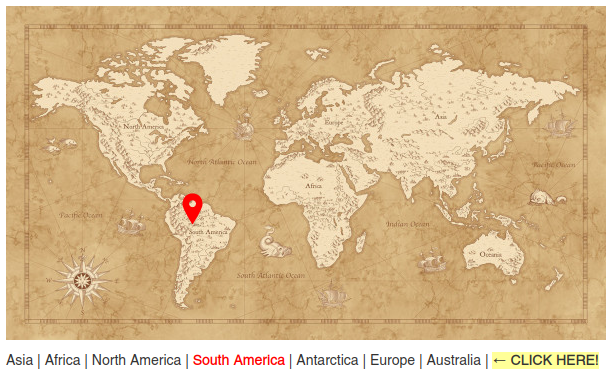 North America
Europe
Asia
North Atlantic Ocean
Pacific Ocean
Africa
Pacific Ocean
South America
Indian Ocean
Oceania
South Atlantic Ocean
Asia | Africa | North America | South America | Antarctica | Europe | Australia | ← CLICK HERE!